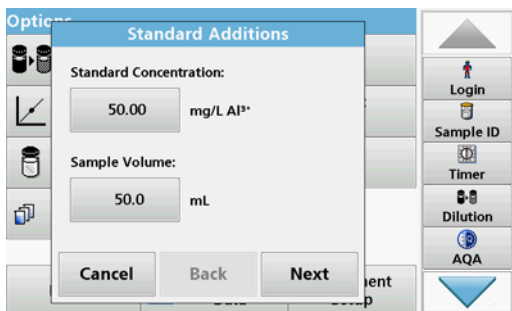 Options
Standard Additions
Standard Concentration:
50.00 mg/L Al³⁺
Sample Volume:
50.0 mL
Cancel Back Next
Login
Sample ID
Timer
Dilution
AQA